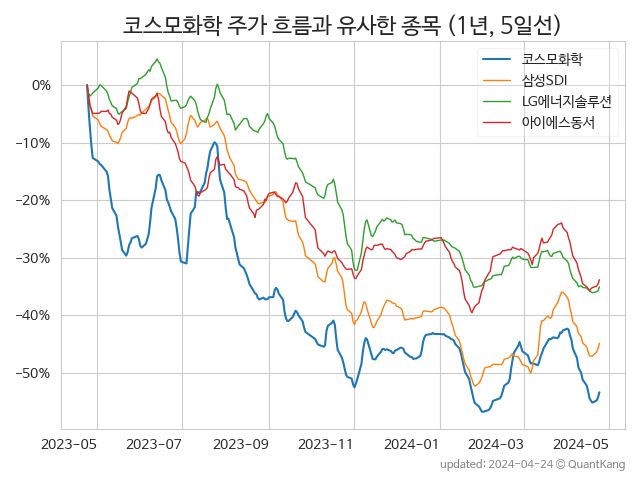 코스모화학 주가 흐름과 유사한 종목 (1년, 5일선)
코스모화학
삼성SDI
LG에너지솔루션
아이에스동서
0%
−10%
−20%
−30%
−40%
−50%
2023-05 2023-07 2023-09 2023-11 2024-01 2024-03 2024-05
updated: 2024-04-24 © QuantKang